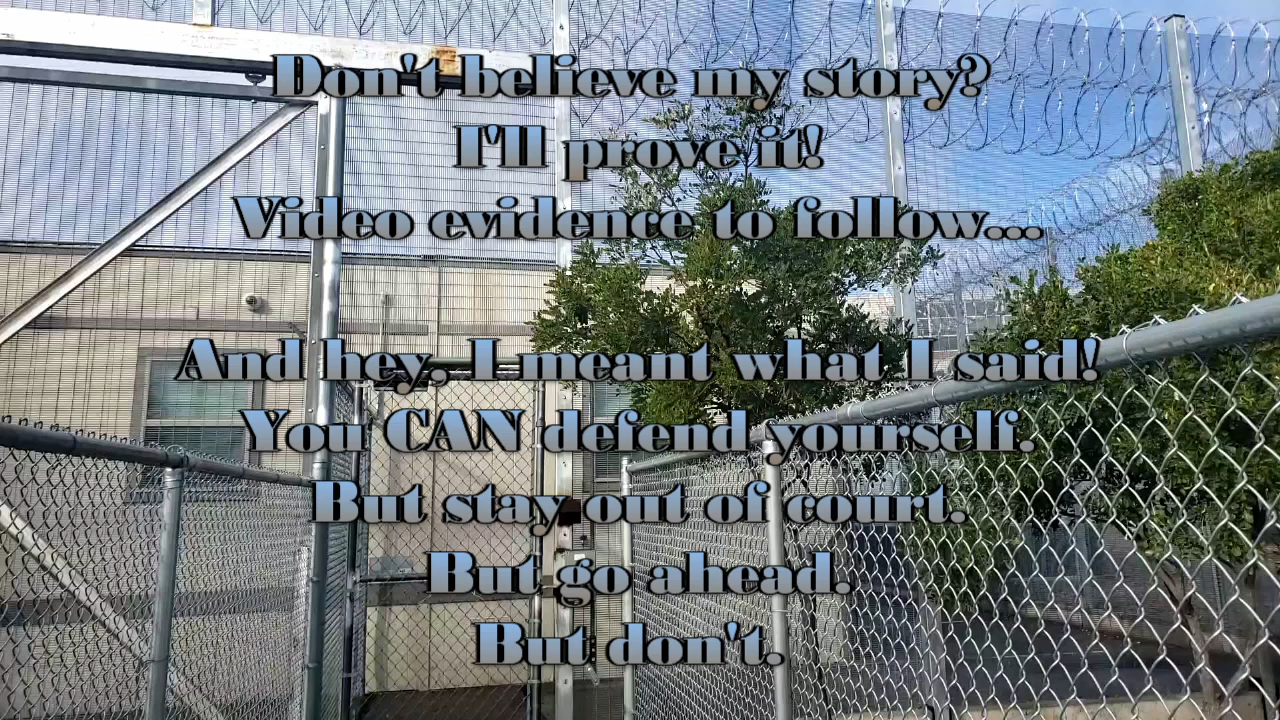 Don't believe my story?
I'll prove it!
Video evidence to follow...
And hey, I meant what I said!
You CAN defend yourself.
But stay out of court.
But go ahead.
But don't.